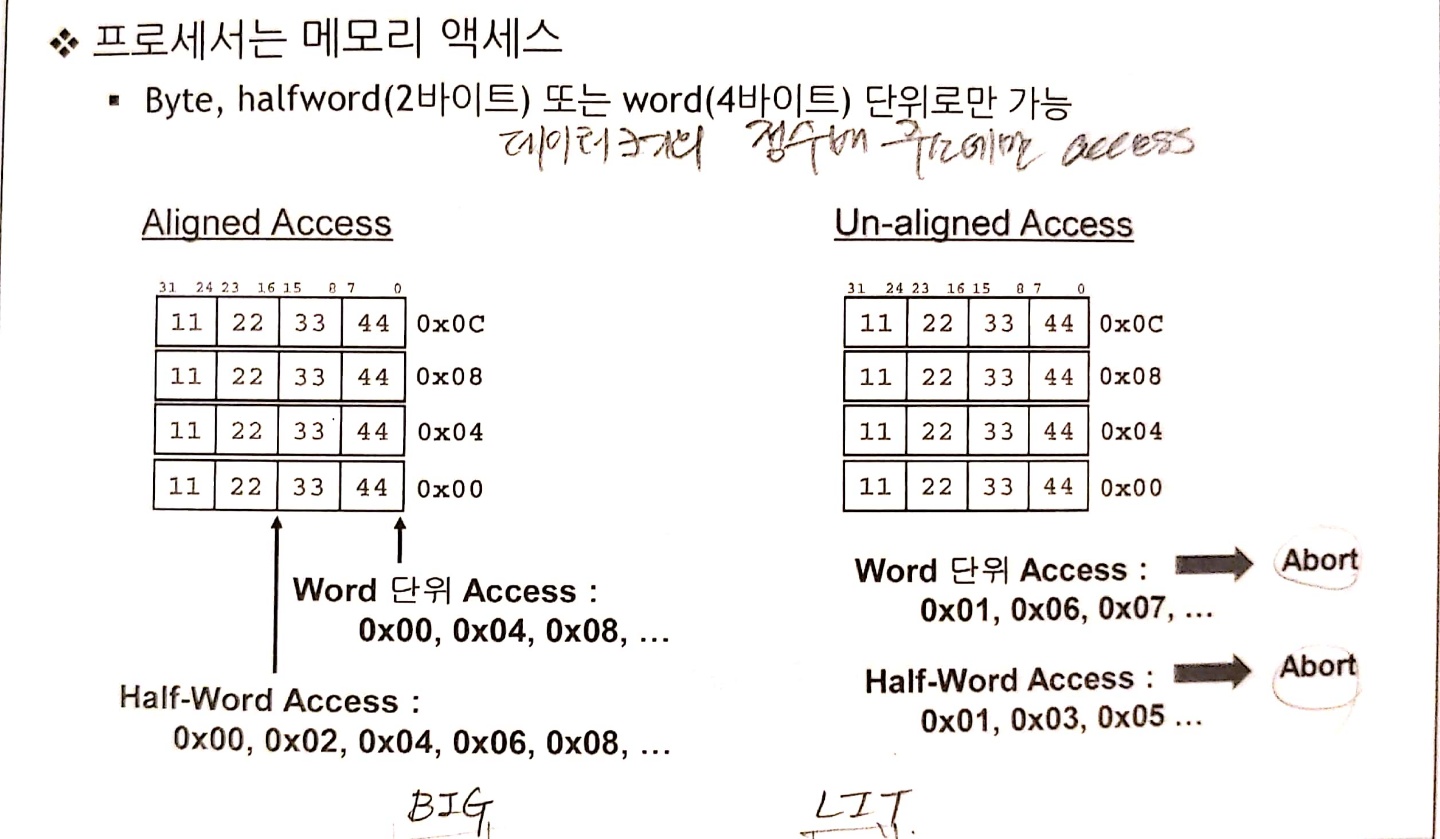 ❖ 프로세서는 메모리 액세스
▪ Byte, halfword(2바이트) 또는 word(4바이트) 단위로만 가능
데이터크기의 정수배 주소에만 access
Aligned Access
31 24 23 16 15 8 7 0
11 22 33 44 0x0C
11 22 33 44 0x08
11 22 33 44 0x04
11 22 33 44 0x00
Word 단위 Access :
0x00, 0x04, 0x08, ...
Half-Word Access :
0x00, 0x02, 0x04, 0x06, 0x08, ...
Un-aligned Access
31 24 23 16 15 8 7 0
11 22 33 44 0x0C
11 22 33 44 0x08
11 22 33 44 0x04
11 22 33 44 0x00
Word 단위 Access : Abort
0x01, 0x06, 0x07, ...
Half-Word Access : Abort
0x01, 0x03, 0x05 ...
BIG
LIT.